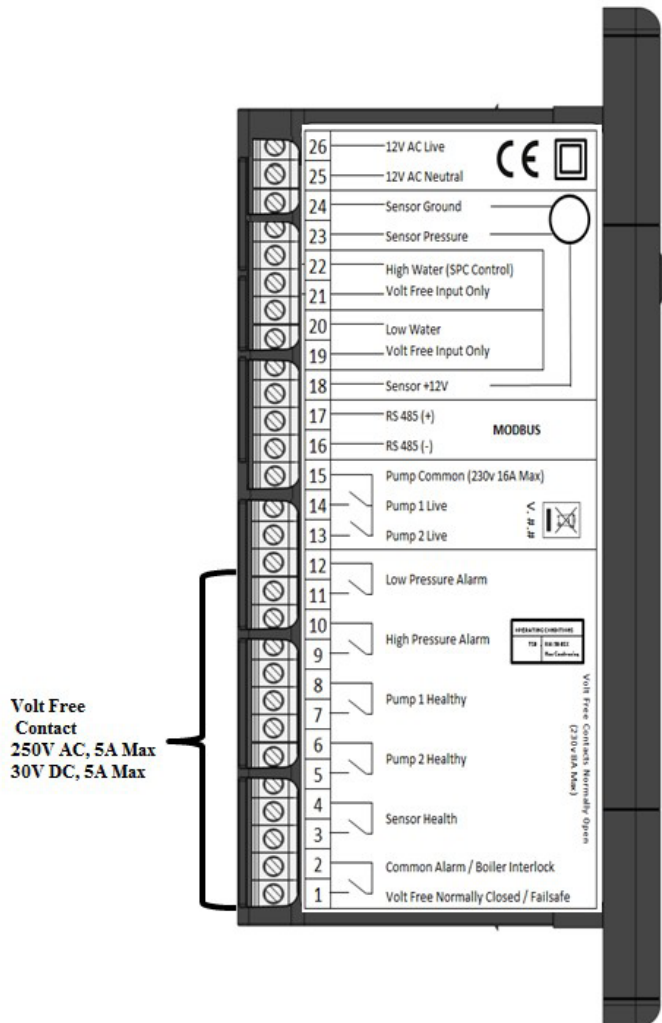 26 12V AC Live
25 12V AC Neutral
CE
24 Sensor Ground
23 Sensor Pressure
22 High Water (SPC Control)
21 Volt Free Input Only
20 Low Water
19 Volt Free Input Only
18 Sensor +12V
17 RS 485 (+)
MODBUS
16 RS 485 (-)
15 Pump Common (230v 16A Max)
14 Pump 1 Live
13 Pump 2 Live
V. #.#
12
11 Low Pressure Alarm
10
9 High Pressure Alarm
OPERATING CONDITIONS
8
7 Pump 1 Healthy
6
5 Pump 2 Healthy
4
3 Sensor Health
2 Common Alarm / Boiler Interlock
1 Volt Free Normally Closed / Failsafe
Volt Free Contacts Normally Open
(230v 8A Max)
Volt Free
Contact
250V AC, 5A Max
30V DC, 5A Max